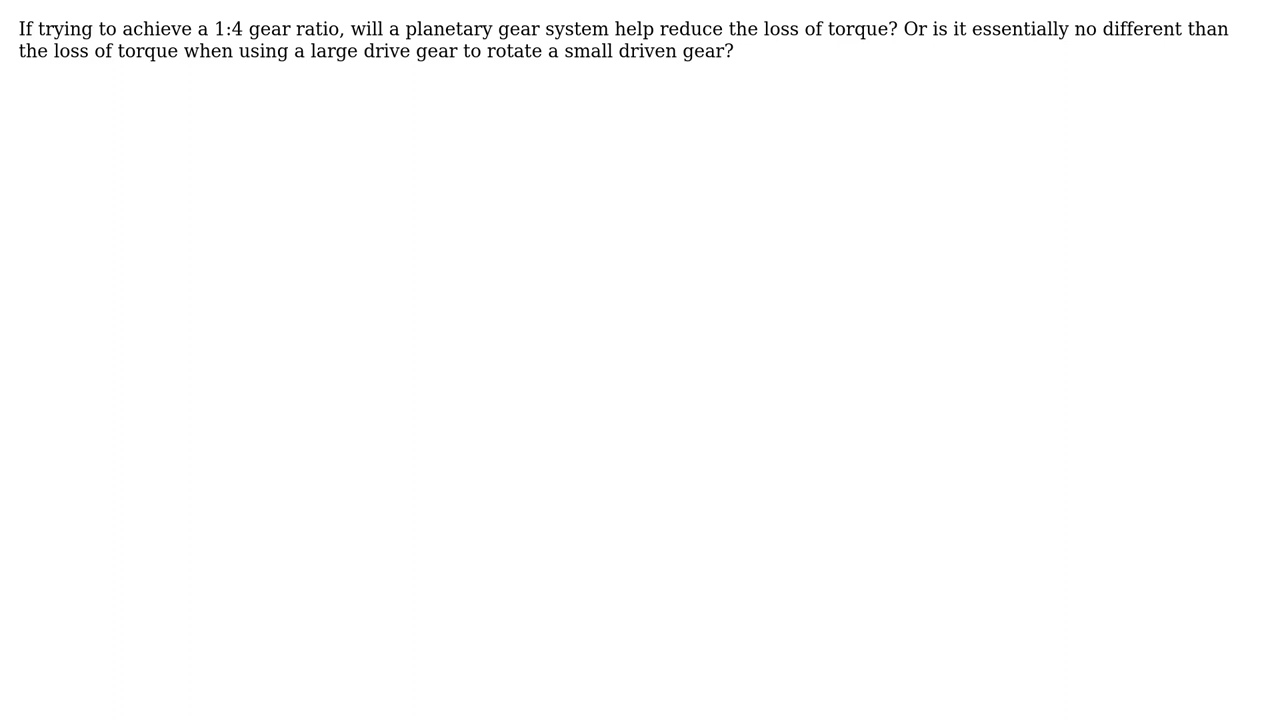 If trying to achieve a 1:4 gear ratio, will a planetary gear system help reduce the loss of torque? Or is it essentially no different than
the loss of torque when using a large drive gear to rotate a small driven gear?